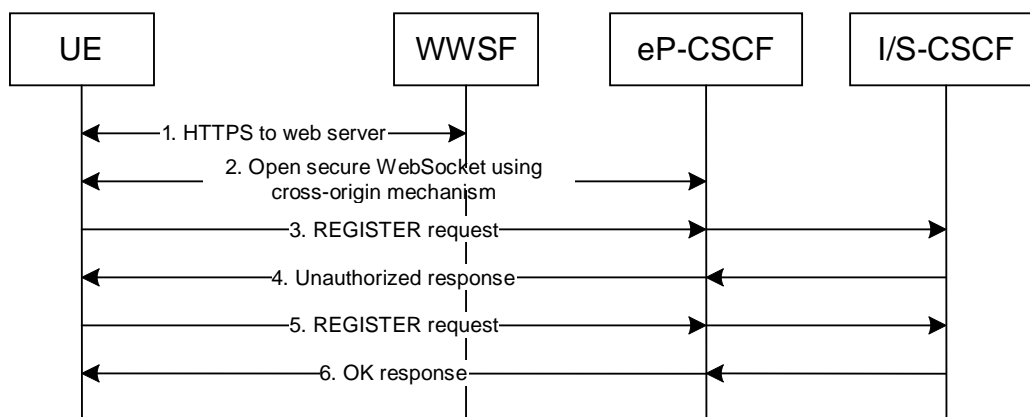 UE
WWSF
eP-CSCF
I/S-CSCF
1. HTTPS to web server
2. Open secure WebSocket using
cross-origin mechanism
3. REGISTER request
4. Unauthorized response
5. REGISTER request
6. OK response